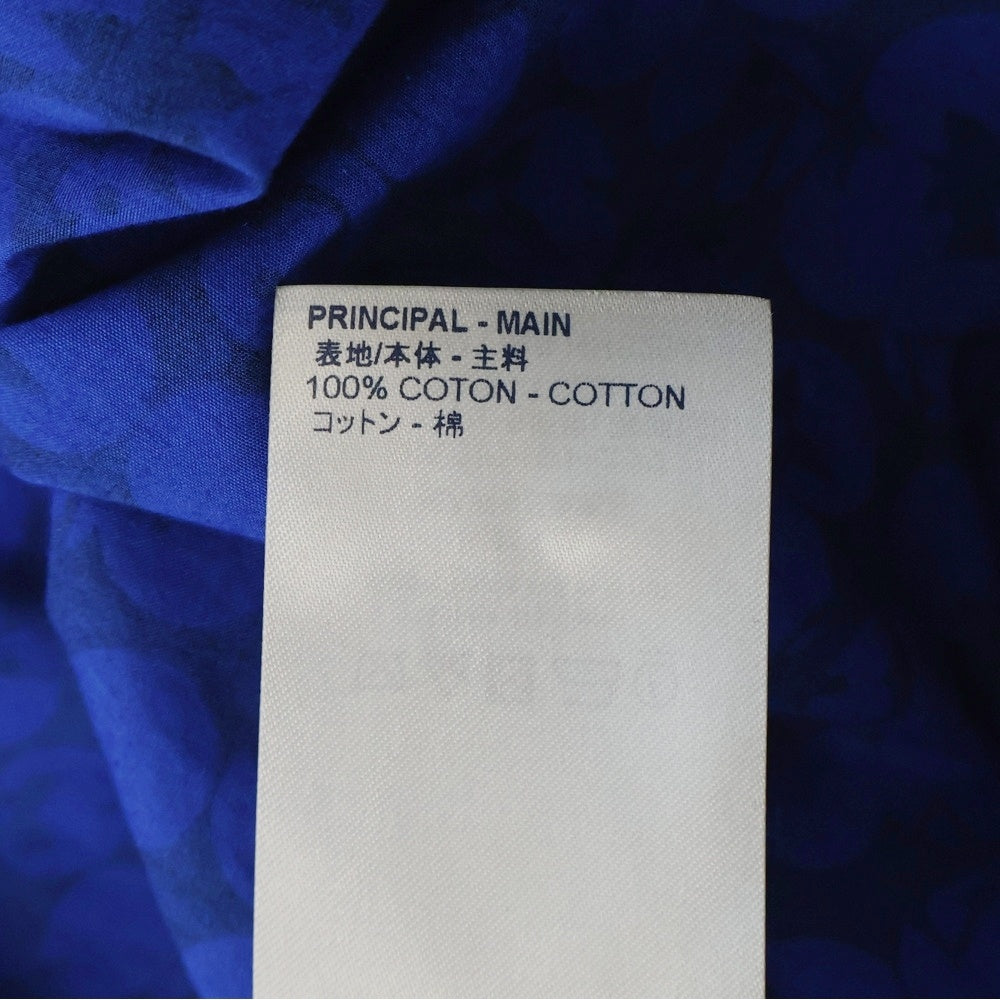 PRINCIPAL - MAIN
表地/本体 - 主料
100% COTON - COTTON
コットン - 棉